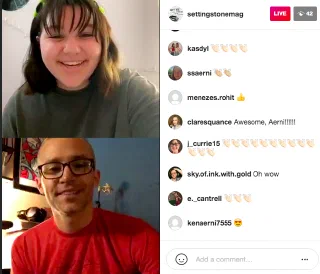 settingstonemag
LIVE
42
kasdyl 👏🏻👏🏻👏🏻👏🏻
ssaerni 👏🏼👏🏼
menezes.rohit 👍
claresquance Awesome, Aerni!!!!!!
j_currie15 👏🏻👏🏻👏🏻👏🏻👏🏻👏🏻👏🏻👏🏻👏🏻👏🏻
👏🏻👏🏻👏🏻
sky.of.ink.with.gold Oh wow
e._cantrell 👏🏻👏🏻👏🏻
kenaerni7555 😍
Add a comment...